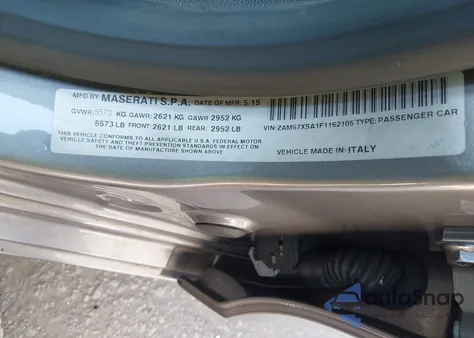 MFD BY MASERATI S.P.A. DATE OF MFR: 5/15
GVWR:5573 KG GAWR: 2621 KG GAWR 2952 KG
5573 LB FRONT: 2621 LB REAR: 2952 LB
THIS VEHICLE CONFORMS TO ALL APPLICABLE U.S.A. FEDERAL MOTOR
VEHICLE SAFETY AND THEFT PREVENTION STANDARDS IN EFFECT ON
THE DATE OF MANUFACTURE SHOWN ABOVE.
VIN:ZAM57XSA1F1162105 TYPE: PASSENGER CAR
VEHICLE MADE IN: ITALY
autoSnap